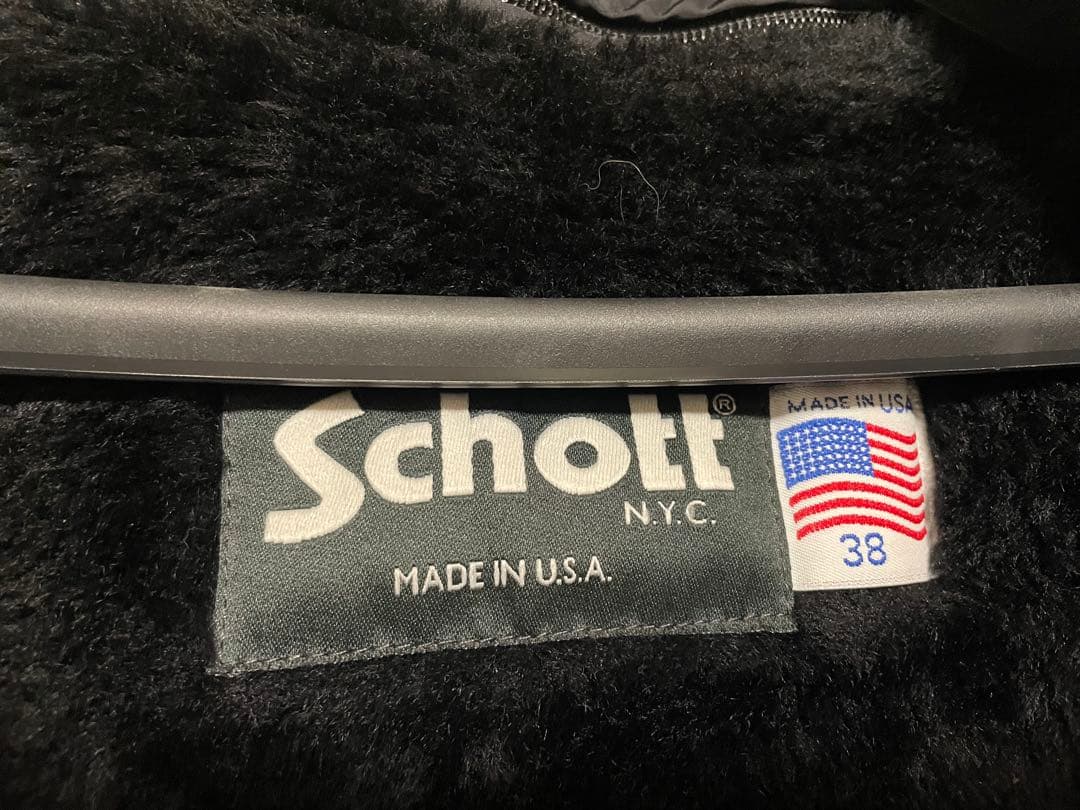 Schott®
N.Y.C.
MADE IN U.S.A.
MADE IN USA
38